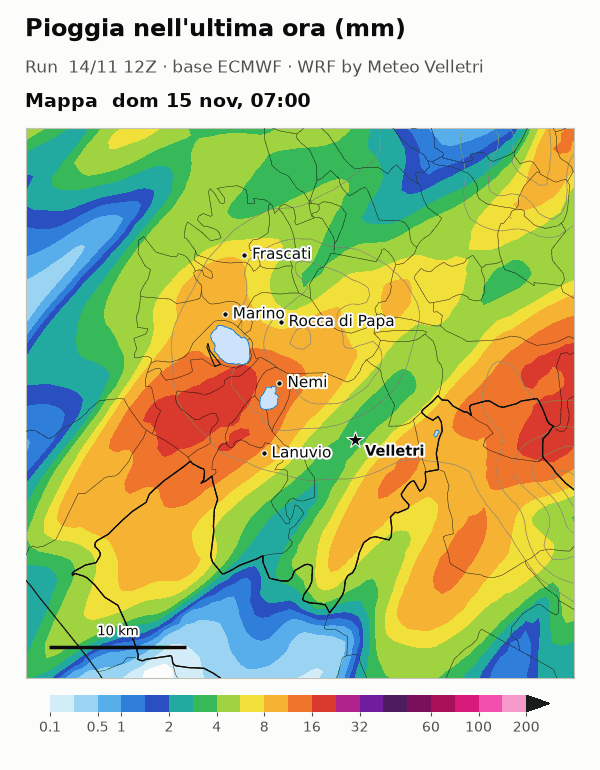 Pioggia nell'ultima ora (mm)
Run  14/11 12Z · base ECMWF · WRF by Meteo Velletri
Mappa  dom 15 nov, 07:00
Frascati
Marino
Rocca di Papa
Nemi
Velletri
Lanuvio
10 km
0.1 0.5 1 2 4 8 16 32 60 100 200